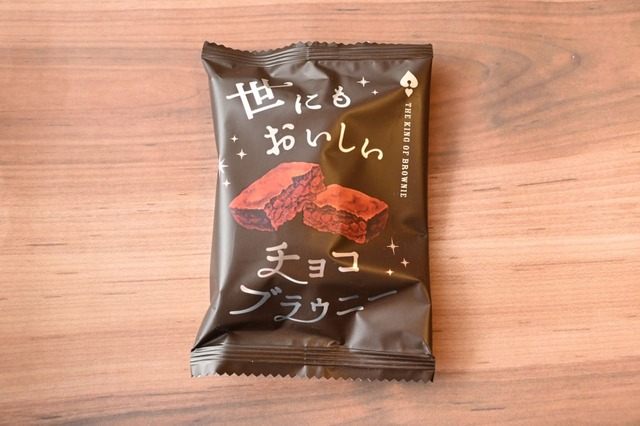 世にも
おいしい
チョコ
ブラウニー
THE KING OF BROWNIE